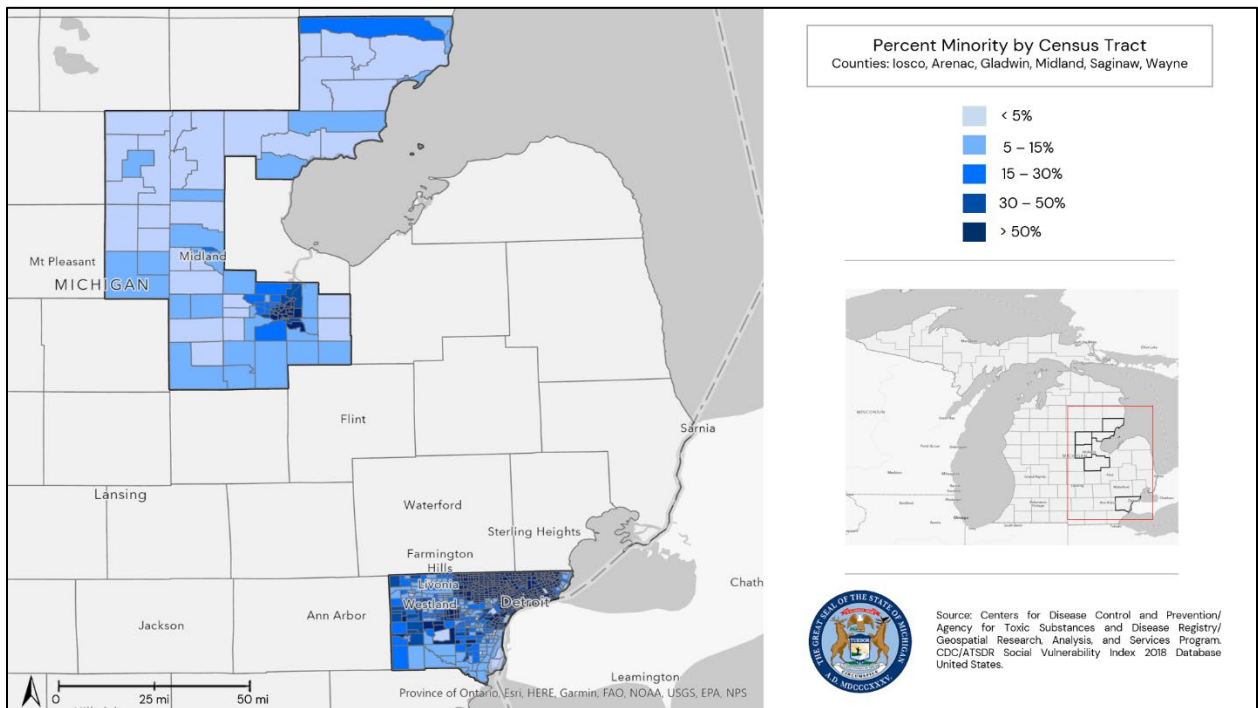 Percent Minority by Census Tract
Counties: Iosco, Arenac, Gladwin, Midland, Saginaw, Wayne
< 5%
5 – 15%
15 – 30%
30 – 50%
> 50%
Mt Pleasant
Midland
MICHIGAN
Flint
Sarnia
Lansing
Waterford
Sterling Heights
Farmington
Hills
Livonia
Westland
Detroit
Chath
Ann Arbor
Jackson
Leamington
0 25 mi 50 mi
Province of Ontario, Esri, HERE, Garmin, FAO, NOAA, USGS, EPA, NPS
WISCONSIN
MICHIGAN
Chicago
THE GREAT SEAL OF THE STATE OF MICHIGAN
TUEBOR
A.D. MDCCCXXXV.
Source: Centers for Disease Control and Prevention/
Agency for Toxic Substances and Disease Registry/
Geospatial Research, Analysis, and Services Program.
CDC/ATSDR Social Vulnerability Index 2018 Database
United States.